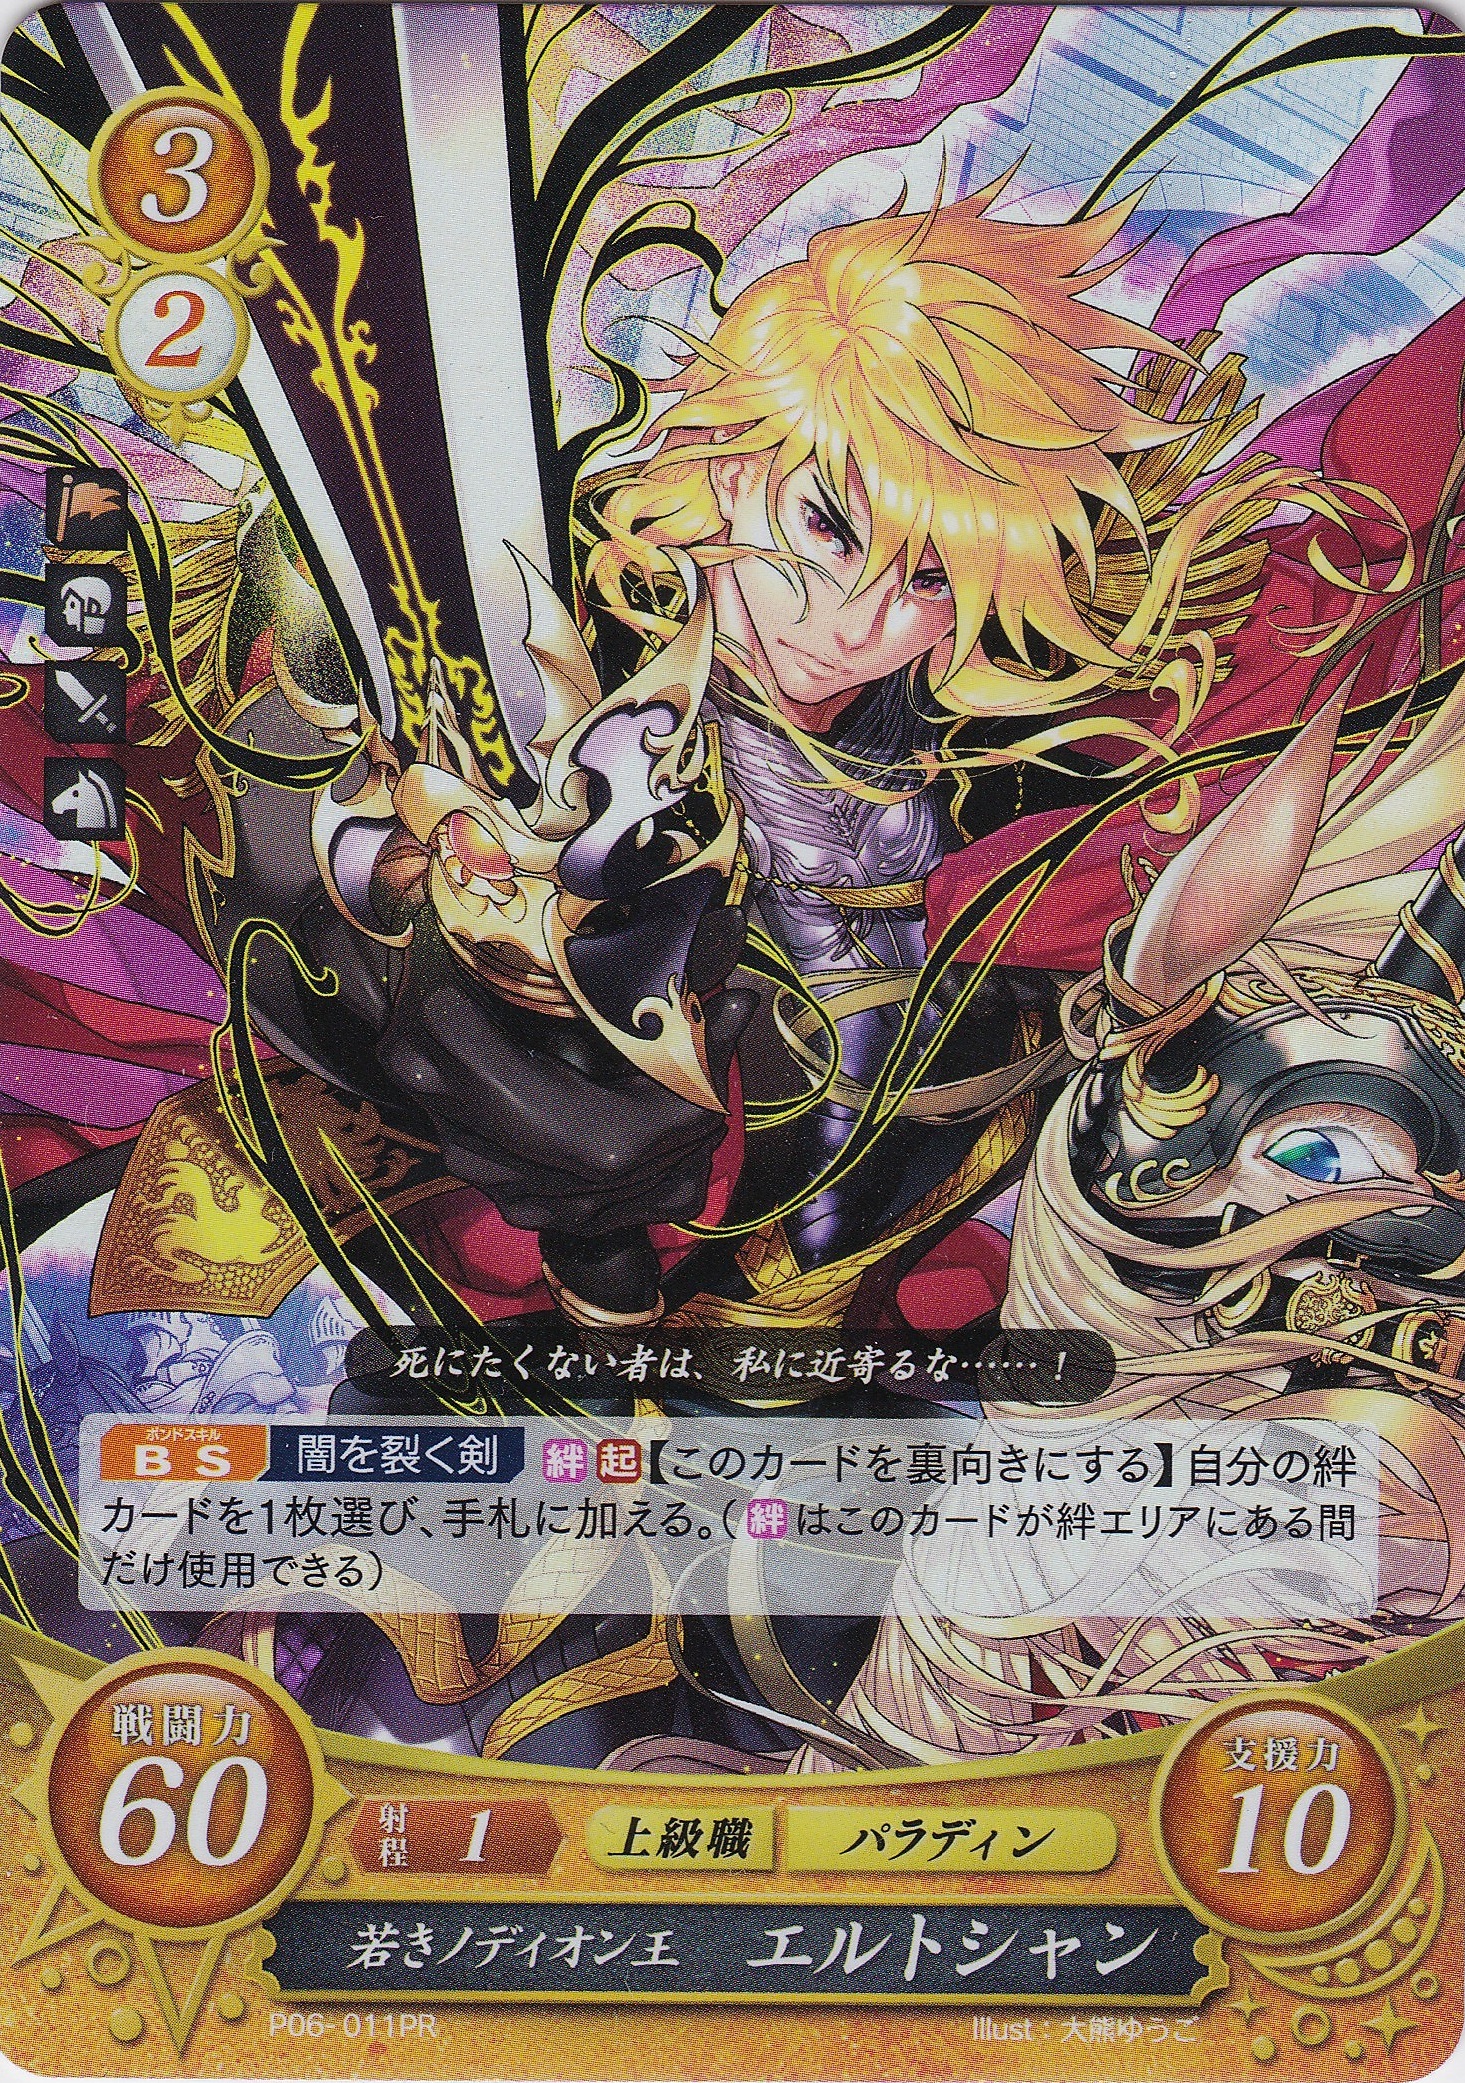 3
2
死にたくない者は、私に近寄るな……！
ボンドスキル
BS 闇を裂く剣 絆 起【このカードを裏向きにする】自分の絆
カードを1枚選び、手札に加える。（絆はこのカードが絆エリアにある間
だけ使用できる）
戦闘力
60
射程 1 上級職 パラディン
支援力
10
若きノディオン王 エルトシャン
P06-011PR Illust：大熊ゆうご